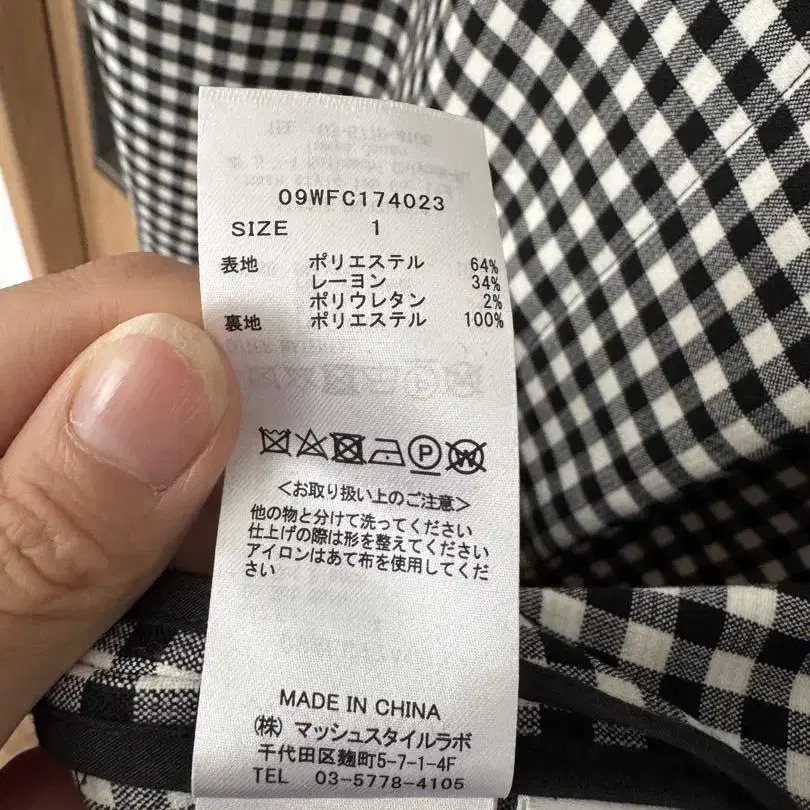 09WFC174023
SIZE 1
表地 ポリエステル 64%
レーヨン 34%
ポリウレタン 2%
裏地 ポリエステル 100%
P
W
<お取り扱い上のご注意>
他の物と分けて洗ってください
仕上げの際は形を整えてください
アイロンはあて布を使用してくだ
さい
MADE IN CHINA
(株) マッシュスタイルラボ
千代田区麹町5-7-1-4F
TEL 03-5778-4105